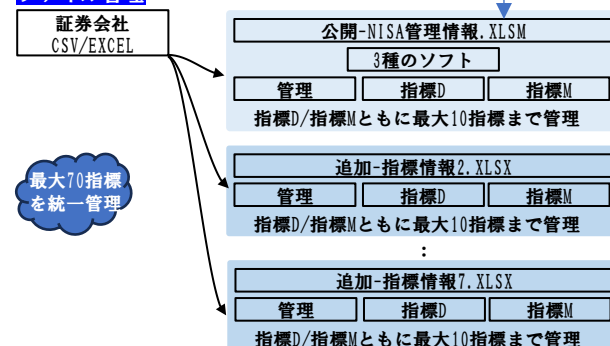 証券会社
CSV/EXCEL
公開-NISA管理情報.XLSM
3種のソフト
管理
指標D
指標M
指標D/指標Mともに最大10指標まで管理
最大70指標
を統一管理
追加-指標情報2.XLSX
管理
指標D
指標M
指標D/指標Mともに最大10指標まで管理
:
追加-指標情報7.XLSX
管理
指標D
指標M
指標D/指標Mともに最大10指標まで管理